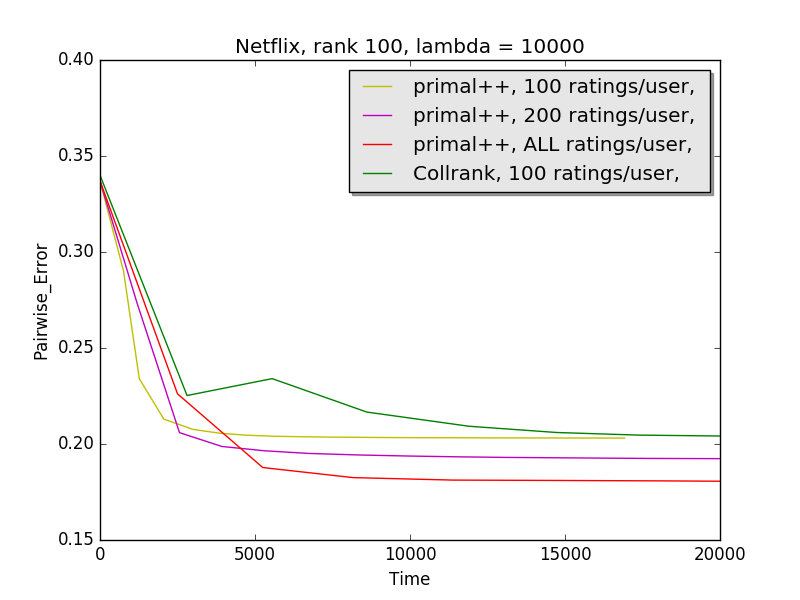 Netflix, rank 100, lambda = 10000
primal++, 100 ratings/user,
primal++, 200 ratings/user,
primal++, ALL ratings/user,
Collrank, 100 ratings/user,
Pairwise_Error
0.40
0.35
0.30
0.25
0.20
0.15
0
5000
10000
15000
20000
Time